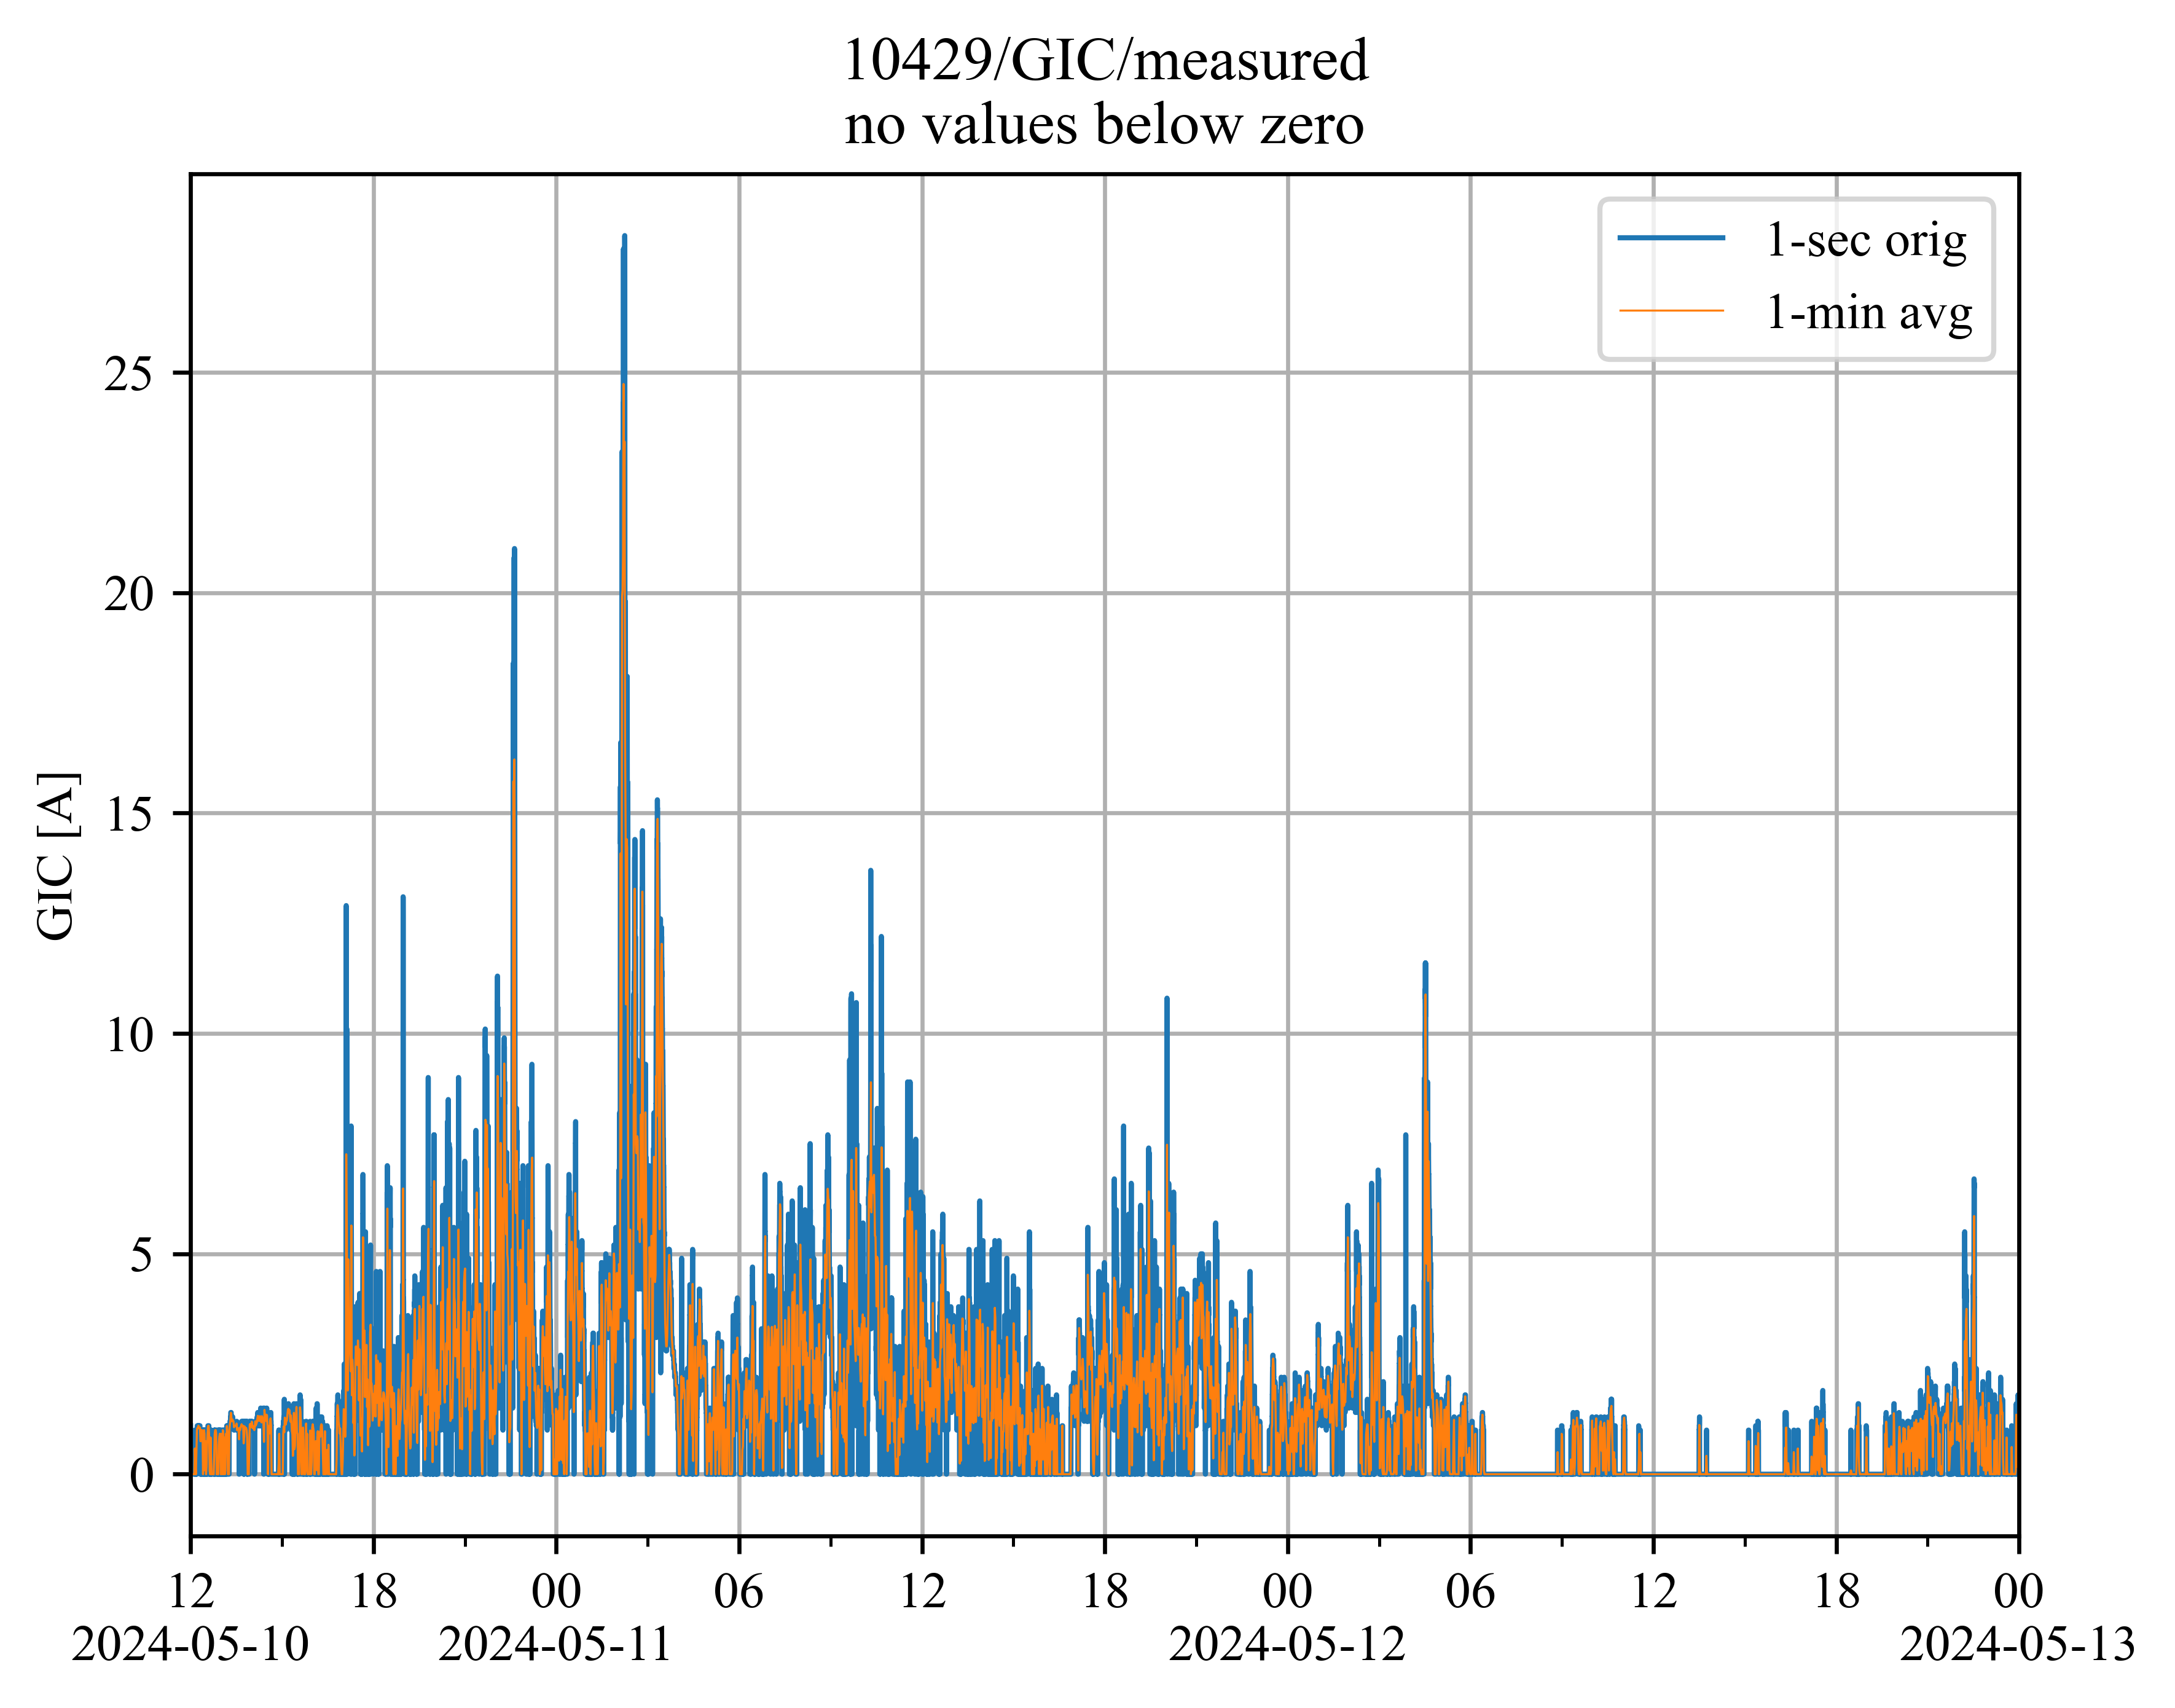 10429/GIC/measured
no values below zero
1-sec orig
1-min avg
GIC [A]
25
20
15
10
5
0
12 18 00 06 12 18 00 06 12 18 00
2024-05-10 2024-05-11 2024-05-12 2024-05-13